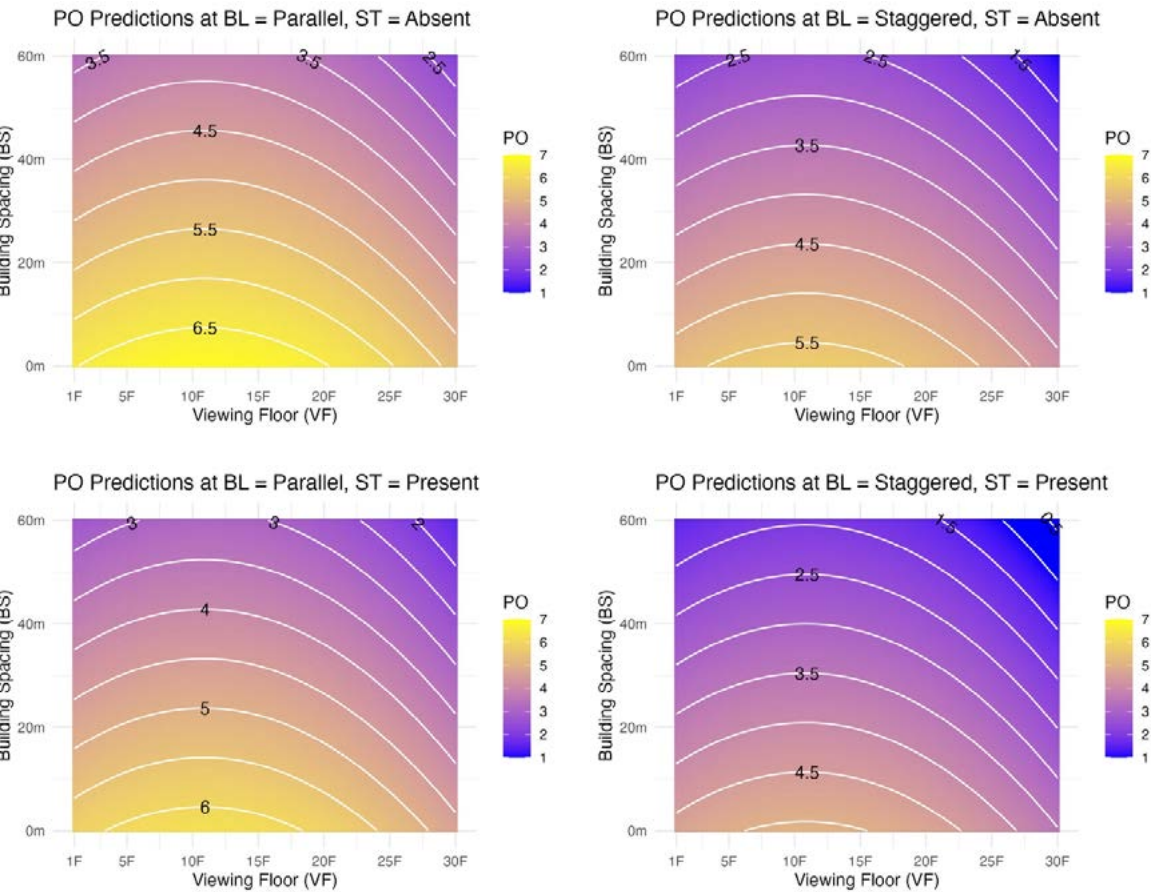 PO Predictions at BL = Parallel, ST = Absent
60m
40m
20m
0m
Building Spacing (BS)
3.5
3.5
2.5
4.5
5.5
6.5
1F
5F
10F
15F
20F
25F
30F
Viewing Floor (VF)
PO
7
6
5
4
3
2
1
PO Predictions at BL = Staggered, ST = Absent
60m
40m
20m
0m
Building Spacing (BS)
2.5
2.5
1.5
3.5
4.5
5.5
1F
5F
10F
15F
20F
25F
30F
Viewing Floor (VF)
PO
7
6
5
4
3
2
1
PO Predictions at BL = Parallel, ST = Present
60m
40m
20m
0m
Building Spacing (BS)
3
3
2
4
5
6
1F
5F
10F
15F
20F
25F
30F
Viewing Floor (VF)
PO
7
6
5
4
3
2
1
PO Predictions at BL = Staggered, ST = Present
60m
40m
20m
0m
Building Spacing (BS)
1.5
0.5
2.5
3.5
4.5
1F
5F
10F
15F
20F
25F
30F
Viewing Floor (VF)
PO
7
6
5
4
3
2
1